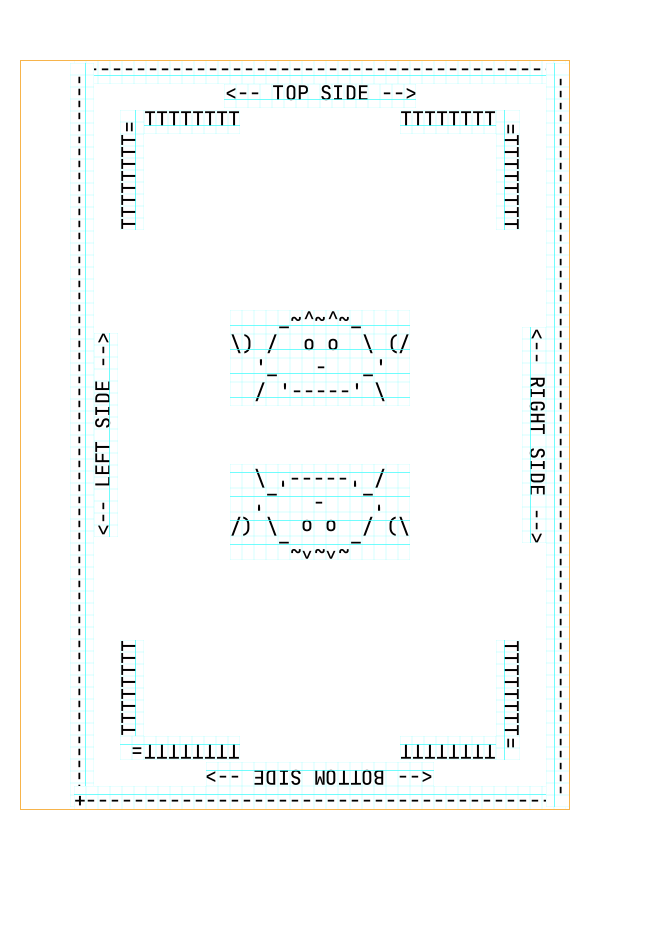 <-- TOP SIDE -->
TTTTTTTT TTTTTTTT
=TTTTTTTT
=TTTTTTTT
_~^~^~_
\) / o o \ (/
'_ - _'
/ '-----' \
<-- LEFT SIDE -->
<-- RIGHT SIDE -->
\_,-----,_/
, - ,
/) \_ o o _/ (\
~v~v~
TTTTTTTT
TTTTTTTT=
=TTTTTTTT TTTTTTTT
<-- BOTTOM SIDE -->